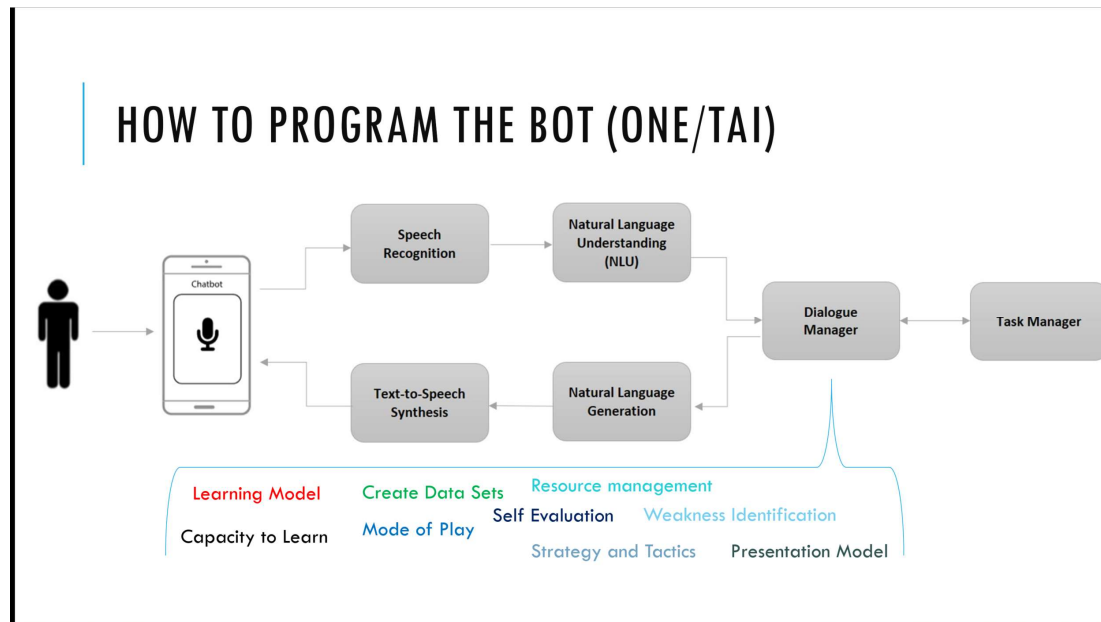 HOW TO PROGRAM THE BOT (ONE/TAI)
Chatbot
Speech
Recognition
Natural Language
Understanding
(NLU)
Dialogue
Manager
Task Manager
Text-to-Speech
Synthesis
Natural Language
Generation
Learning Model
Create Data Sets
Resource management
Capacity to Learn
Mode of Play
Self Evaluation
Weakness Identification
Strategy and Tactics
Presentation Model